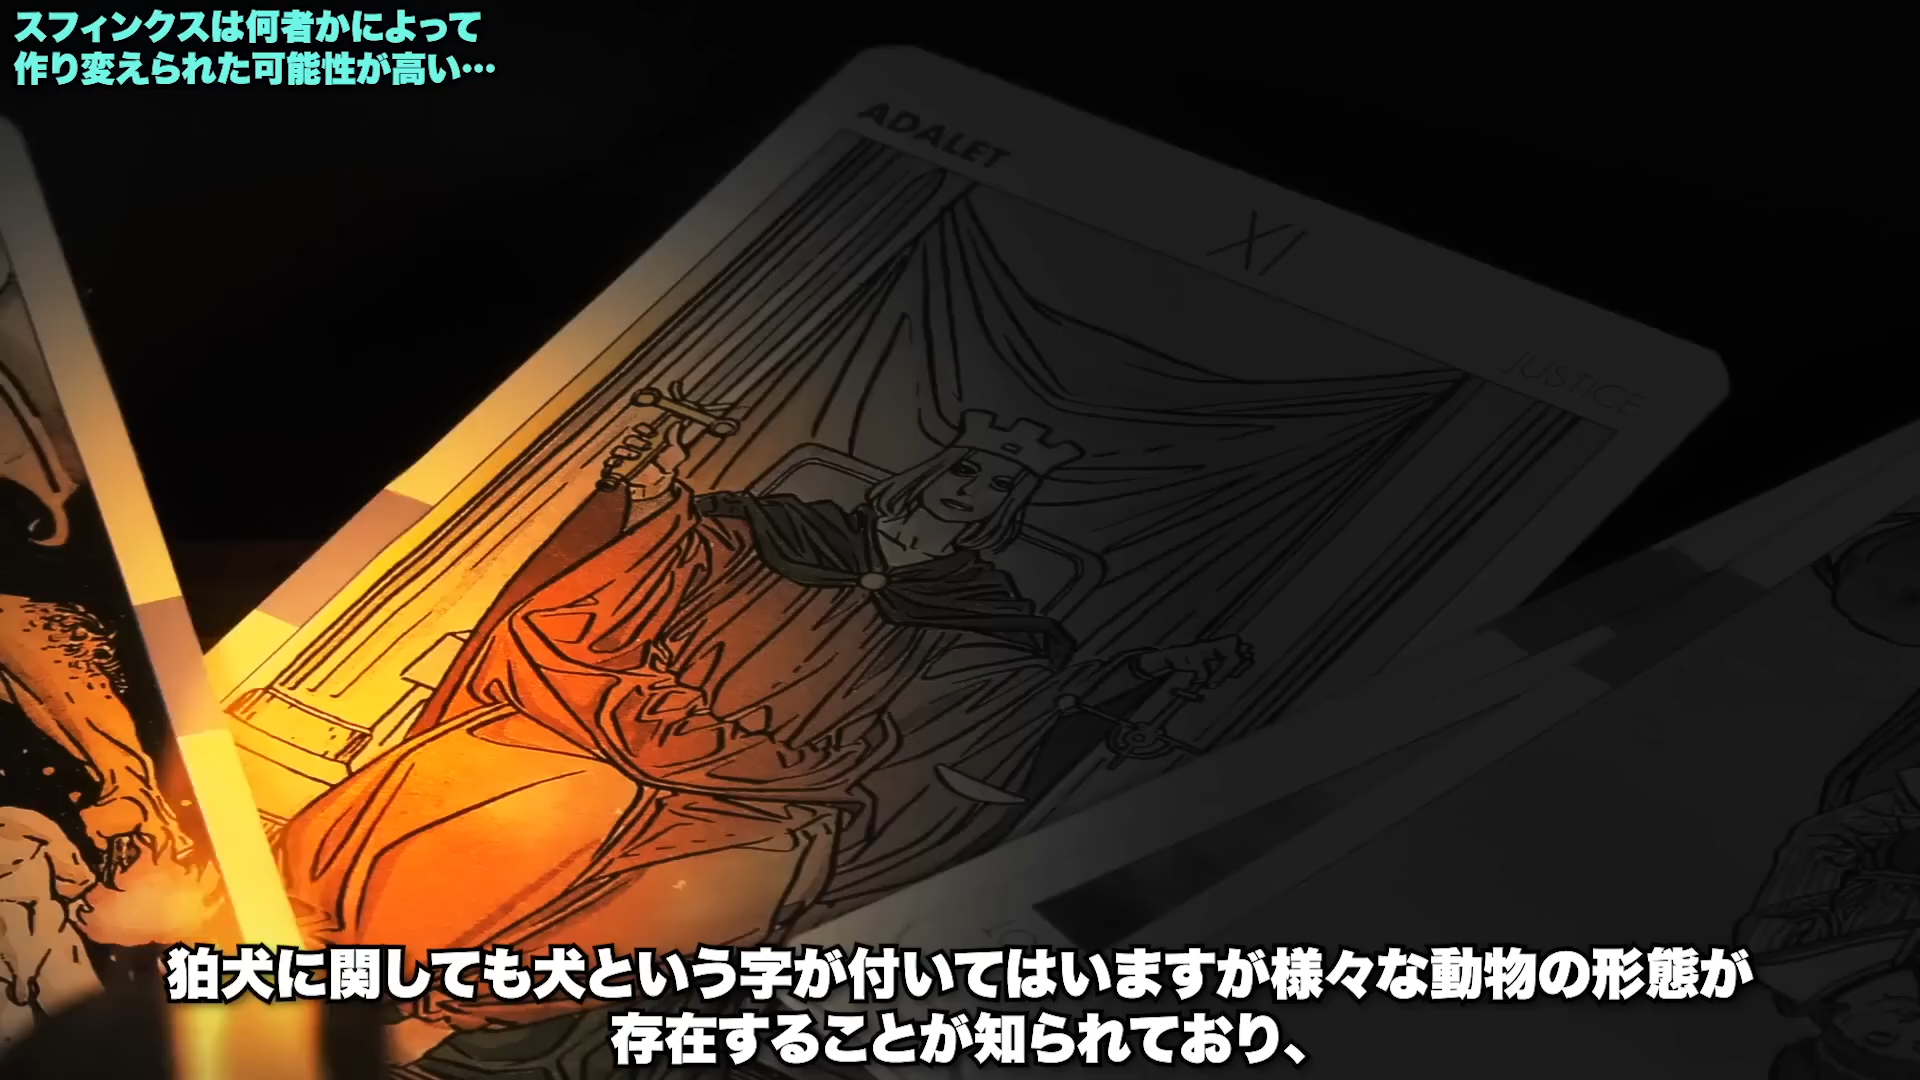 スフィンクスは何者かによって
作り変えられた可能性が高い…
ADALET
XI
JUSTICE
狛犬に関しても犬という字が付いてはいますが様々な動物の形態が
存在することが知られており、